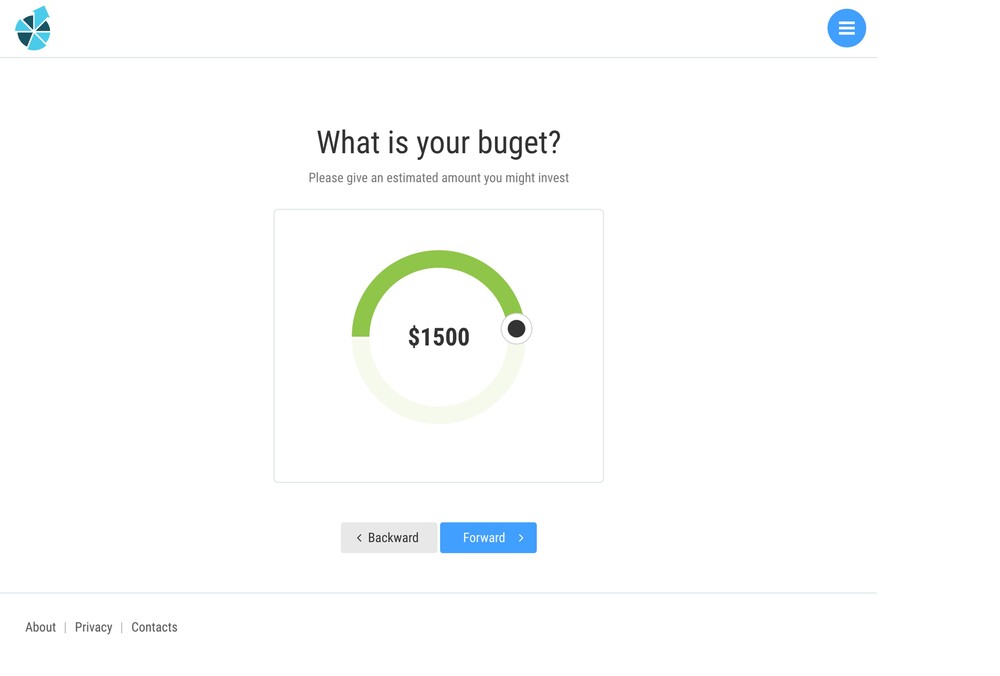 What is your buget?
Please give an estimated amount you might invest
$1500
Backward Forward
About | Privacy | Contacts